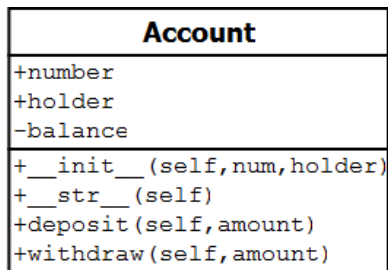 Account
+number
+holder
-balance
+__init__(self,num,holder)
+__str__(self)
+deposit(self,amount)
+withdraw(self,amount)